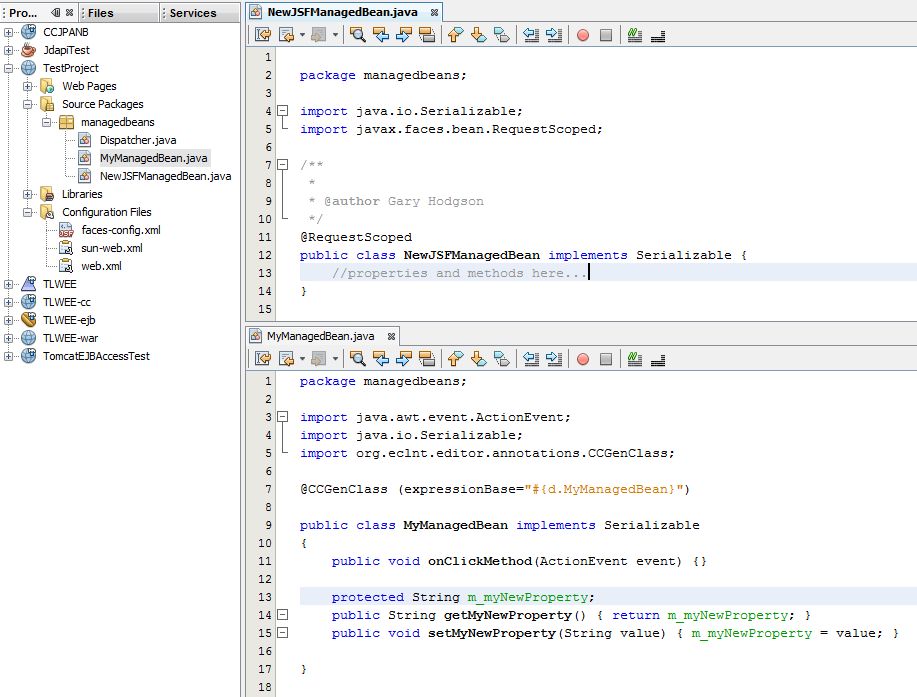 Pro...
Files
Services
CCJPANB
JdapiTest
TestProject
Web Pages
Source Packages
managedbeans
Dispatcher.java
MyManagedBean.java
NewJSFManagedBean.java
Libraries
Configuration Files
faces-config.xml
sun-web.xml
web.xml
TLWEE
TLWEE-cc
TLWEE-ejb
TLWEE-war
TomcatEJBAccessTest
NewJSFManagedBean.java
1
2 package managedbeans;
3
4 import java.io.Serializable;
5 import javax.faces.bean.RequestScoped;
6
7 /**
8 *
9 * @author Gary Hodgson
10 */
11 @RequestScoped
12 public class NewJSFManagedBean implements Serializable {
13 //properties and methods here...
14 }
15
MyManagedBean.java
1 package managedbeans;
2
3 import java.awt.event.ActionEvent;
4 import java.io.Serializable;
5 import org.eclnt.editor.annotations.CCGenClass;
6
7 @CCGenClass (expressionBase="#{d.MyManagedBean}")
8
9 public class MyManagedBean implements Serializable
10 {
11 public void onClickMethod(ActionEvent event) {}
12
13 protected String m_myNewProperty;
14 public String getMyNewProperty() { return m_myNewProperty; }
15 public void setMyNewProperty(String value) { m_myNewProperty = value; }
16
17 }
18